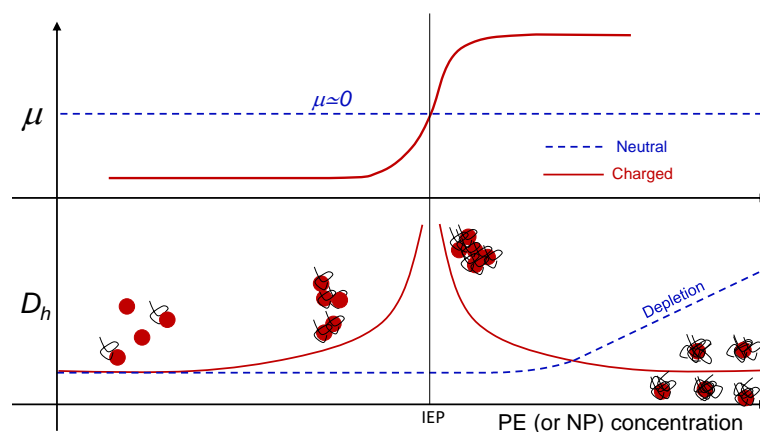 μ≃0
μ
Neutral
Charged
D_h
Depletion
IEP
PE (or NP) concentration